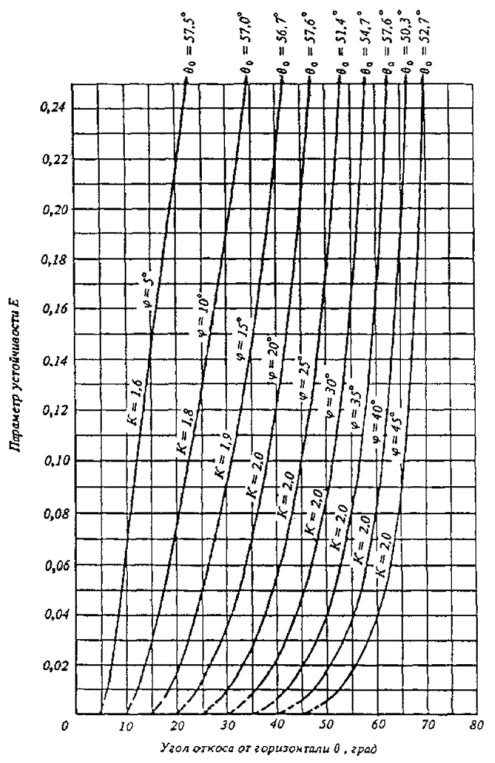 θ₀ = 57,5°
θ₀ = 57,0°
θ₀ = 56,7°
θ₀ = 57,6°
θ₀ = 51,4°
θ₀ = 54,7°
θ₀ = 57,6°
θ₀ = 50,3°
θ₀ = 52,7°
0,24
0,22
0,20
0,18
0,16
0,14
0,12
0,10
0,08
0,06
0,04
0,02
Параметр устойчивости E
φ = 5°
φ = 10°
φ = 15°
φ = 20°
φ = 25°
φ = 30°
φ = 35°
φ = 40°
φ = 45°
K = 1,6
K = 1,8
K = 1,9
K = 2,0
K = 2,0
K = 2,0
K = 2,0
K = 2,0
K = 2,0
0 10 20 30 40 50 60 70 80
Угол откоса от горизонтали θ , град